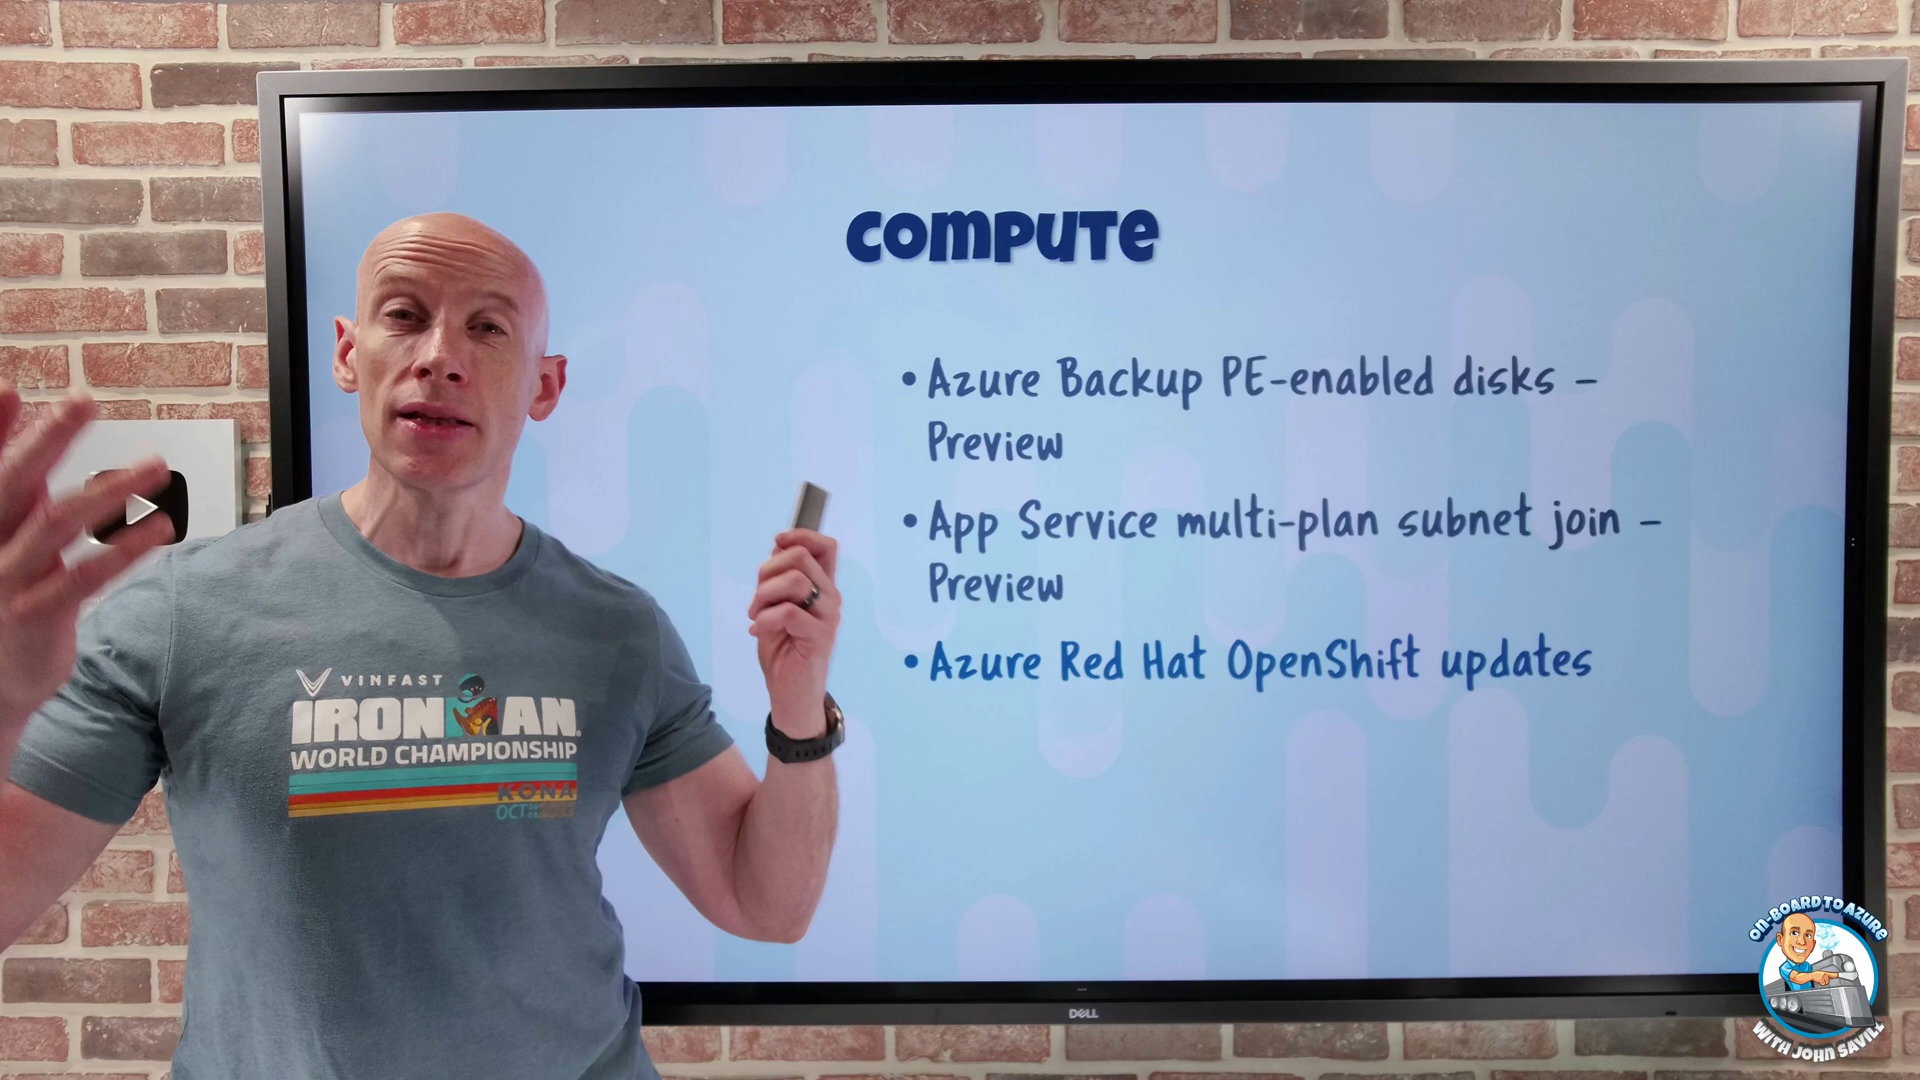 COMPUTE
• Azure Backup PE-enabled disks –
Preview
• App Service multi-plan subnet join –
Preview
• Azure Red Hat OpenShift updates
VINFAST
IRONMAN
WORLD CHAMPIONSHIP
KONA
OCT
DELL
ON-BOARD TO AZURE
WITH JOHN SAVILL